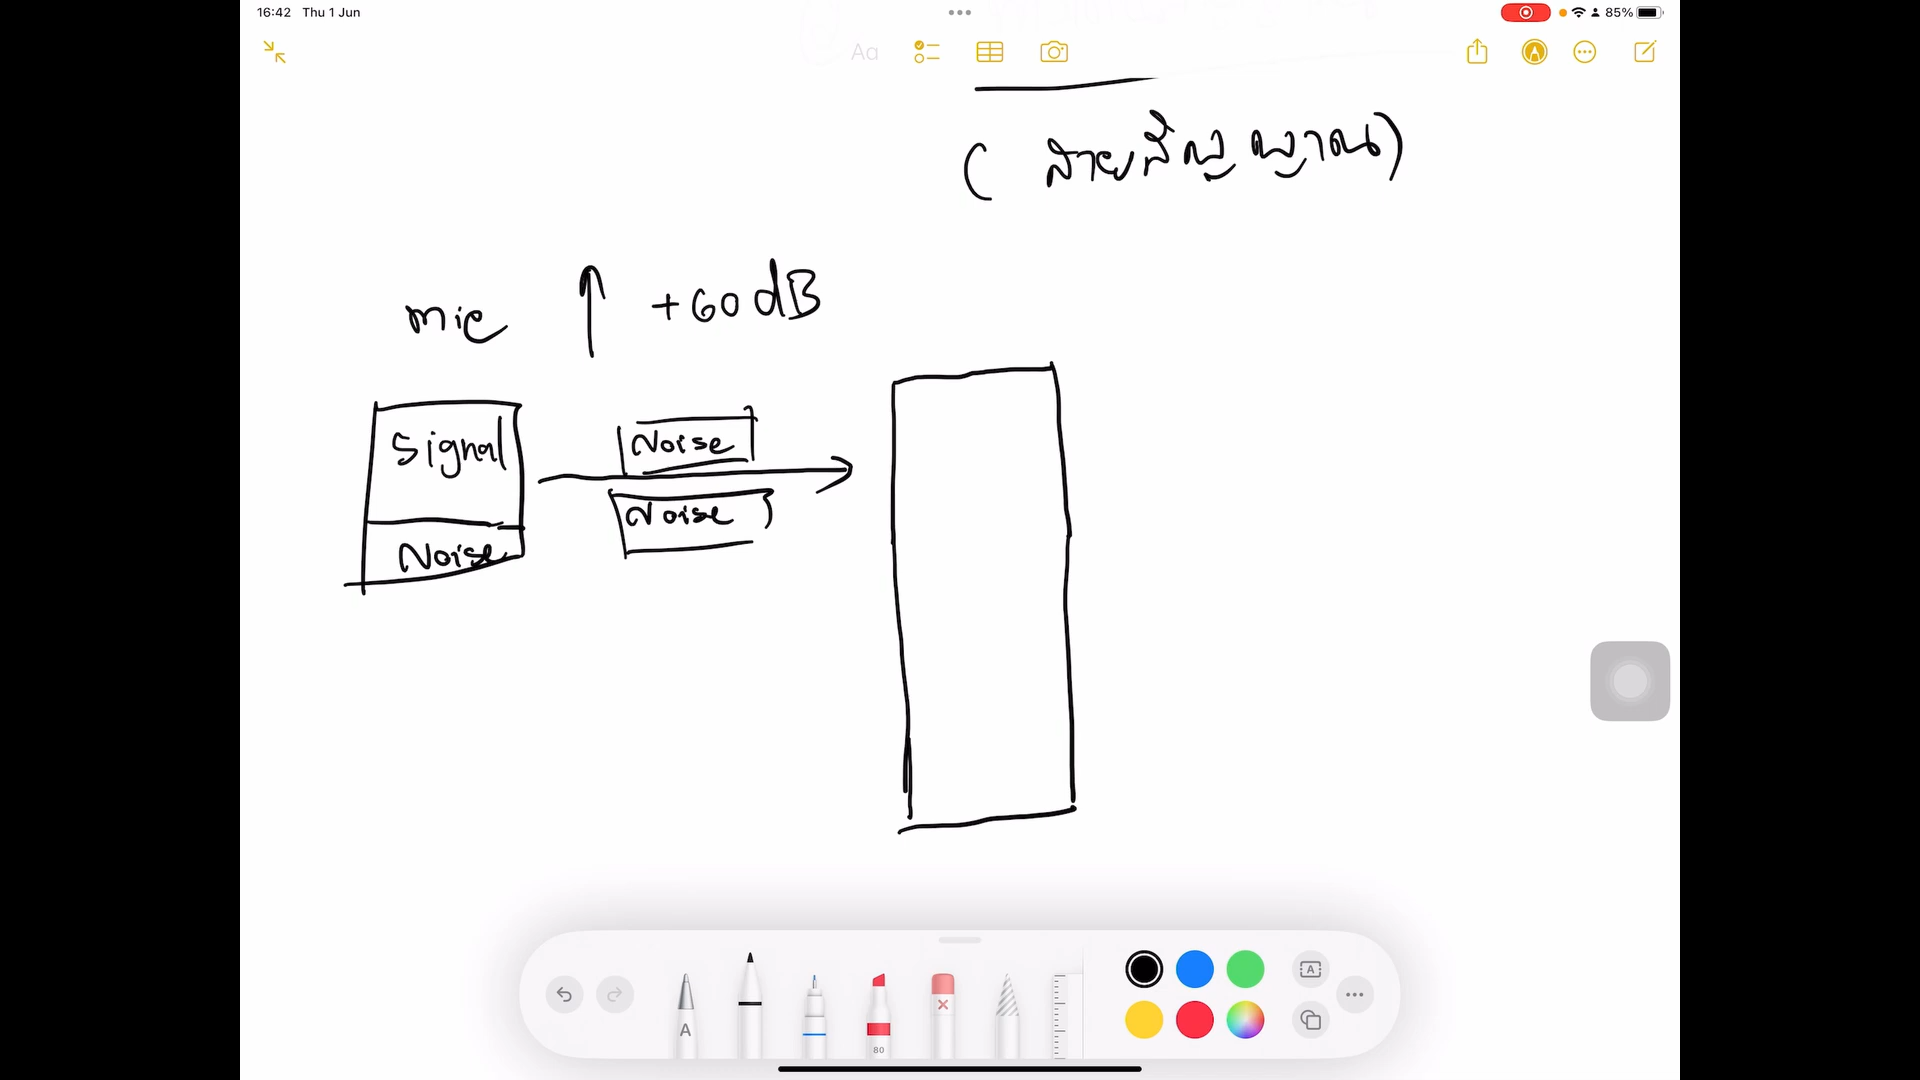 16:42 Thu 1 Jun
85%
Aa
(สายสัญญาณ)
mic ↑ +60dB
Signal
Noise
Noise
Noise
A
80
A